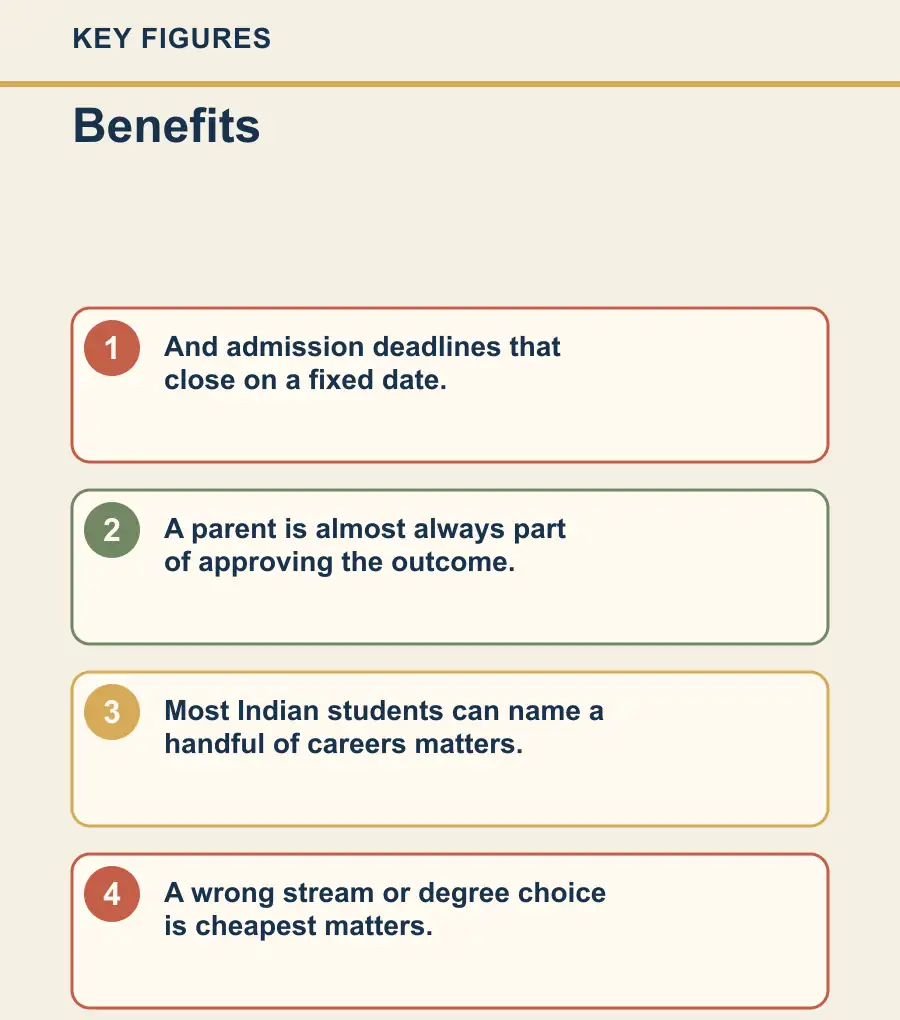 KEY FIGURES
Benefits
1
And admission deadlines that
close on a fixed date.
2
A parent is almost always part
of approving the outcome.
3
Most Indian students can name a
handful of careers matters.
4
A wrong stream or degree choice
is cheapest matters.